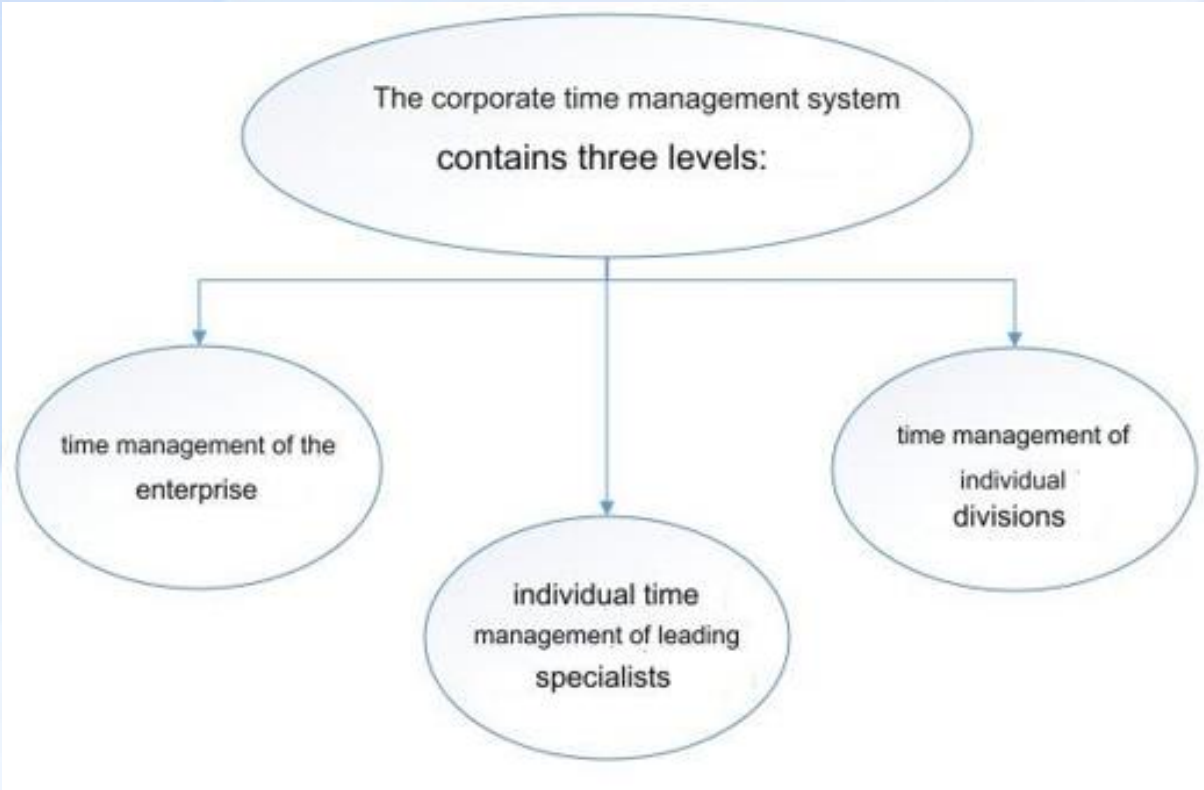 The corporate time management system
contains three levels:
time management of the
enterprise
individual time
management of leading
specialists
time management of
individual
divisions